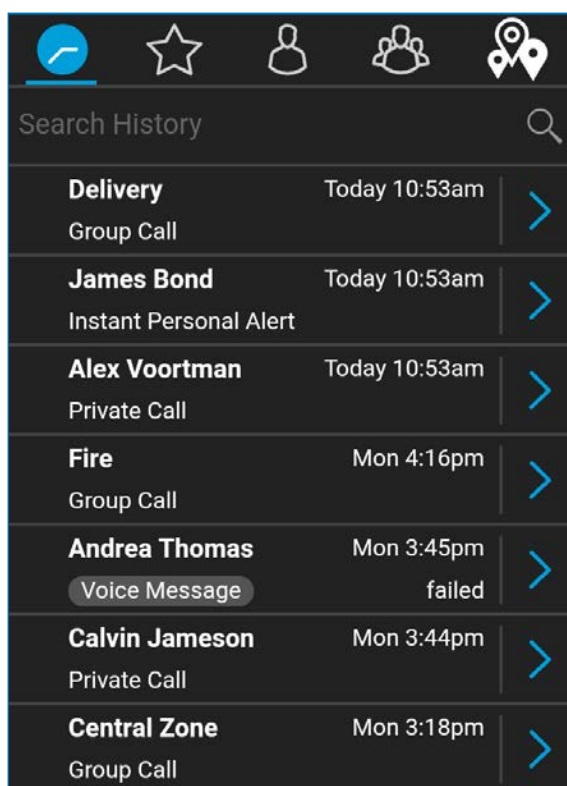 Search History
Delivery Today 10:53am
Group Call
James Bond Today 10:53am
Instant Personal Alert
Alex Voortman Today 10:53am
Private Call
Fire Mon 4:16pm
Group Call
Andrea Thomas Mon 3:45pm
Voice Message failed
Calvin Jameson Mon 3:44pm
Private Call
Central Zone Mon 3:18pm
Group Call